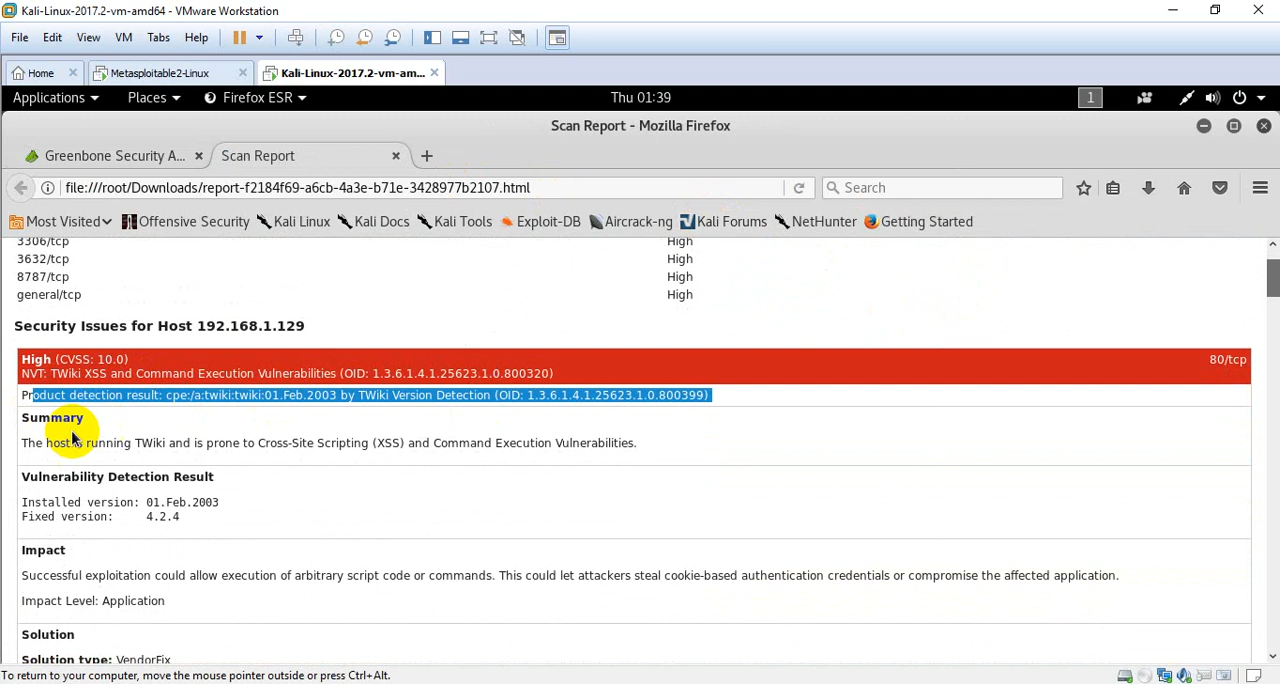 Kali-Linux-2017.2-vm-amd64 - VMware Workstation
File Edit View VM Tabs Help
Home Metasploitable2-Linux Kali-Linux-2017.2-vm-am...
Applications Places Firefox ESR Thu 01:39 1
Scan Report - Mozilla Firefox
Greenbone Security A... Scan Report
file:///root/Downloads/report-f2184f69-a6cb-4a3e-b71e-3428977b2107.html Search
Most Visited Offensive Security Kali Linux Kali Docs Kali Tools Exploit-DB Aircrack-ng Kali Forums NetHunter Getting Started
3306/tcp High
3632/tcp High
8787/tcp High
general/tcp High
Security Issues for Host 192.168.1.129
High (CVSS: 10.0) 80/tcp
NVT: TWiki XSS and Command Execution Vulnerabilities (OID: 1.3.6.1.4.1.25623.1.0.800320)
Product detection result: cpe:/a:twiki:twiki:01.Feb.2003 by TWiki Version Detection (OID: 1.3.6.1.4.1.25623.1.0.800399)
Summary
The host is running TWiki and is prone to Cross-Site Scripting (XSS) and Command Execution Vulnerabilities.
Vulnerability Detection Result
Installed version: 01.Feb.2003
Fixed version: 4.2.4
Impact
Successful exploitation could allow execution of arbitrary script code or commands. This could let attackers steal cookie-based authentication credentials or compromise the affected application.
Impact Level: Application
Solution
Solution type: VendorFix
To return to your computer, move the mouse pointer outside or press Ctrl+Alt.